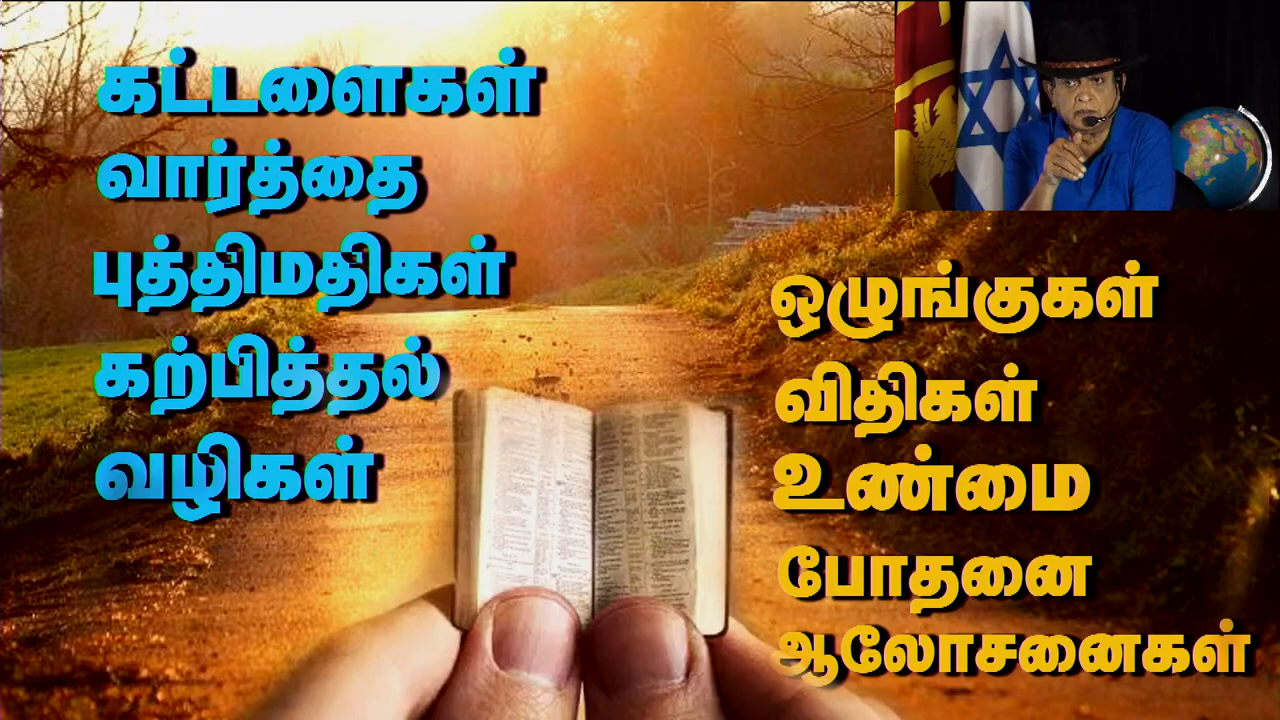 கட்டளைகள்
வார்த்தை
புத்திமதிகள்
கற்பித்தல்
வழிகள்
ஒழுங்குகள்
விதிகள்
உண்மை
போதனை
ஆலோசனைகள்